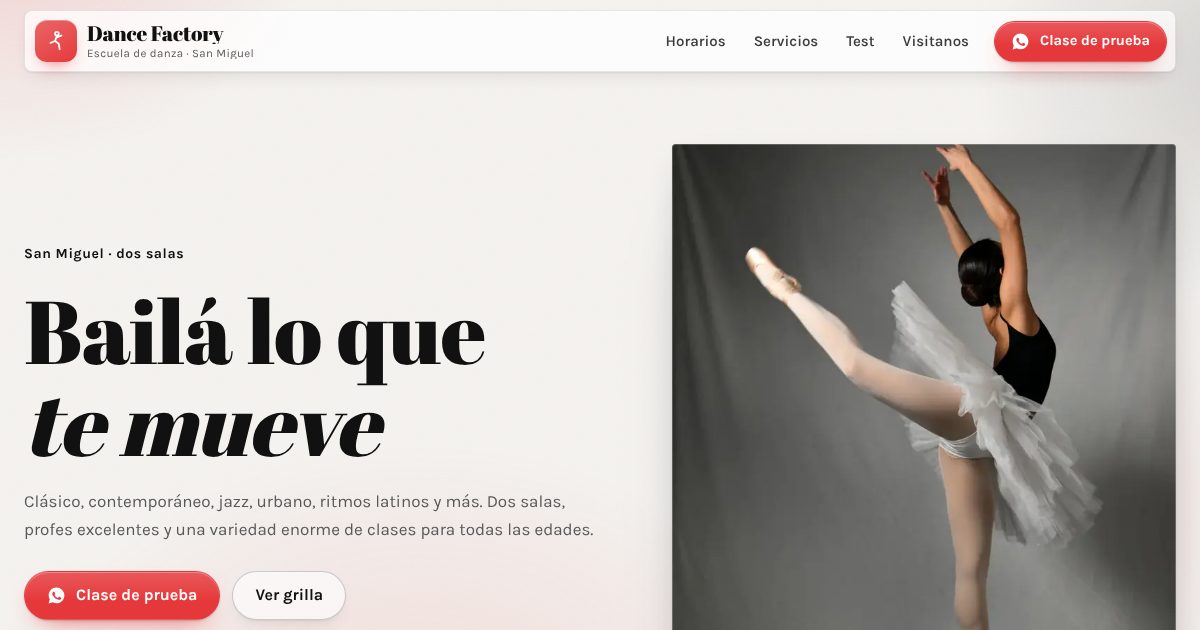 Dance Factory
Escuela de danza · San Miguel
Horarios
Servicios
Test
Visitanos
Clase de prueba
San Miguel · dos salas
Bailá lo que
te mueve
Clásico, contemporáneo, jazz, urbano, ritmos latinos y más. Dos salas,
profes excelentes y una variedad enorme de clases para todas las edades.
Clase de prueba
Ver grilla